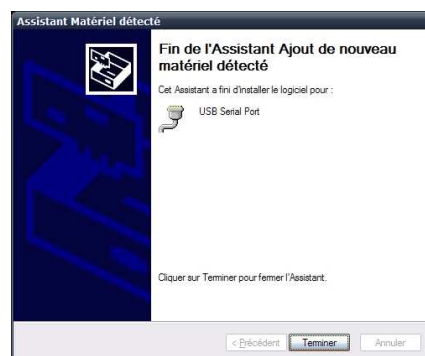 Assistant Matériel détecté
Fin de l'Assistant Ajout de nouveau
matériel détecté
Cet Assistant a fini d'installer le logiciel pour :
USB Serial Port
Cliquer sur Terminer pour fermer l'Assistant.
< Précédent
Terminer
Annuler